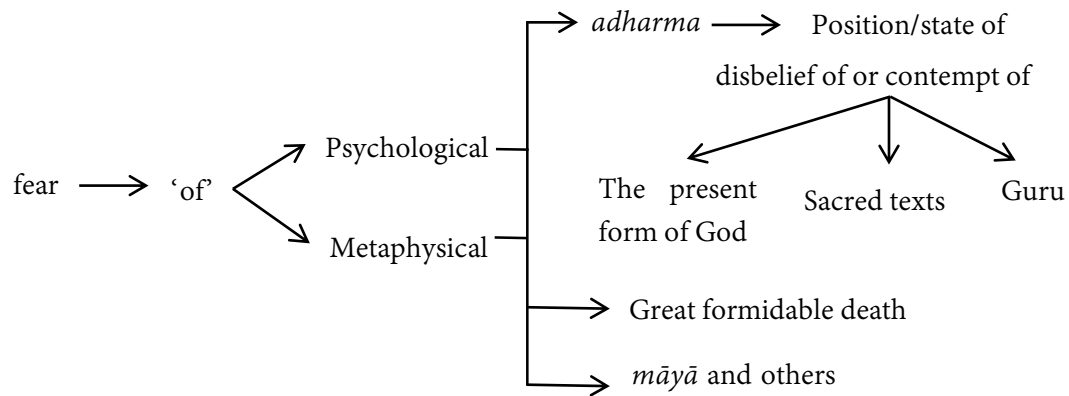 adharma
Position/state of
disbelief of or contempt of
Psychological
fear
‘of’
The present
form of God
Sacred texts
Guru
Metaphysical
Great formidable death
māyā and others